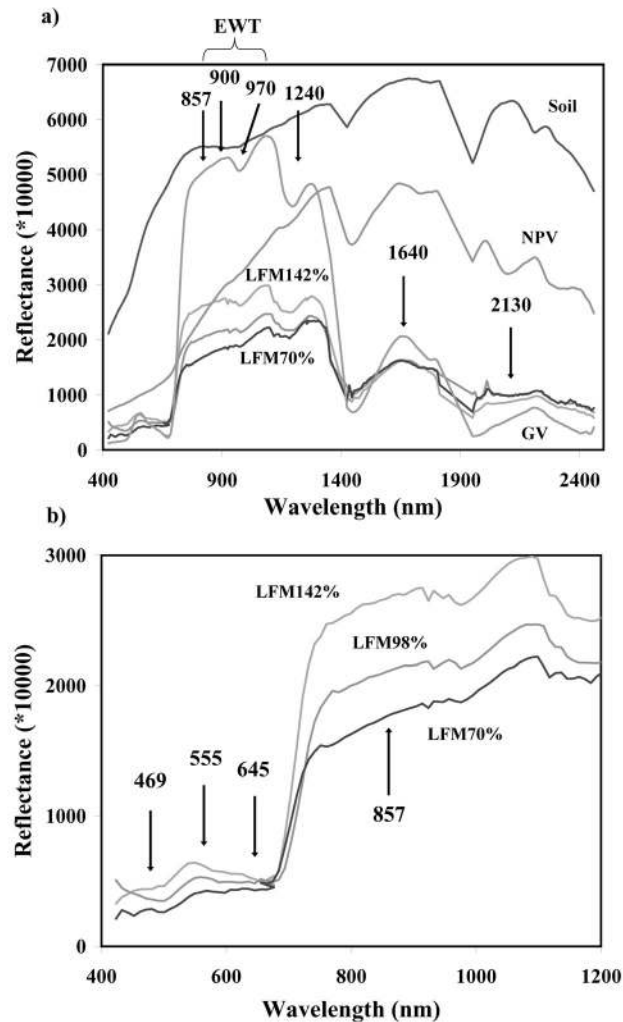 a)
EWT
7000
6000
5000
4000
3000
2000
1000
0
Reflectance (*10000)
857
900
970
1240
Soil
NPV
LFM142%
1640
2130
LFM70%
GV
400
900
1400
1900
2400
Wavelength (nm)
b)
3000
2000
1000
0
Reflectance (*10000)
LFM142%
LFM98%
LFM70%
469
555
645
857
400
600
800
1000
1200
Wavelength (nm)